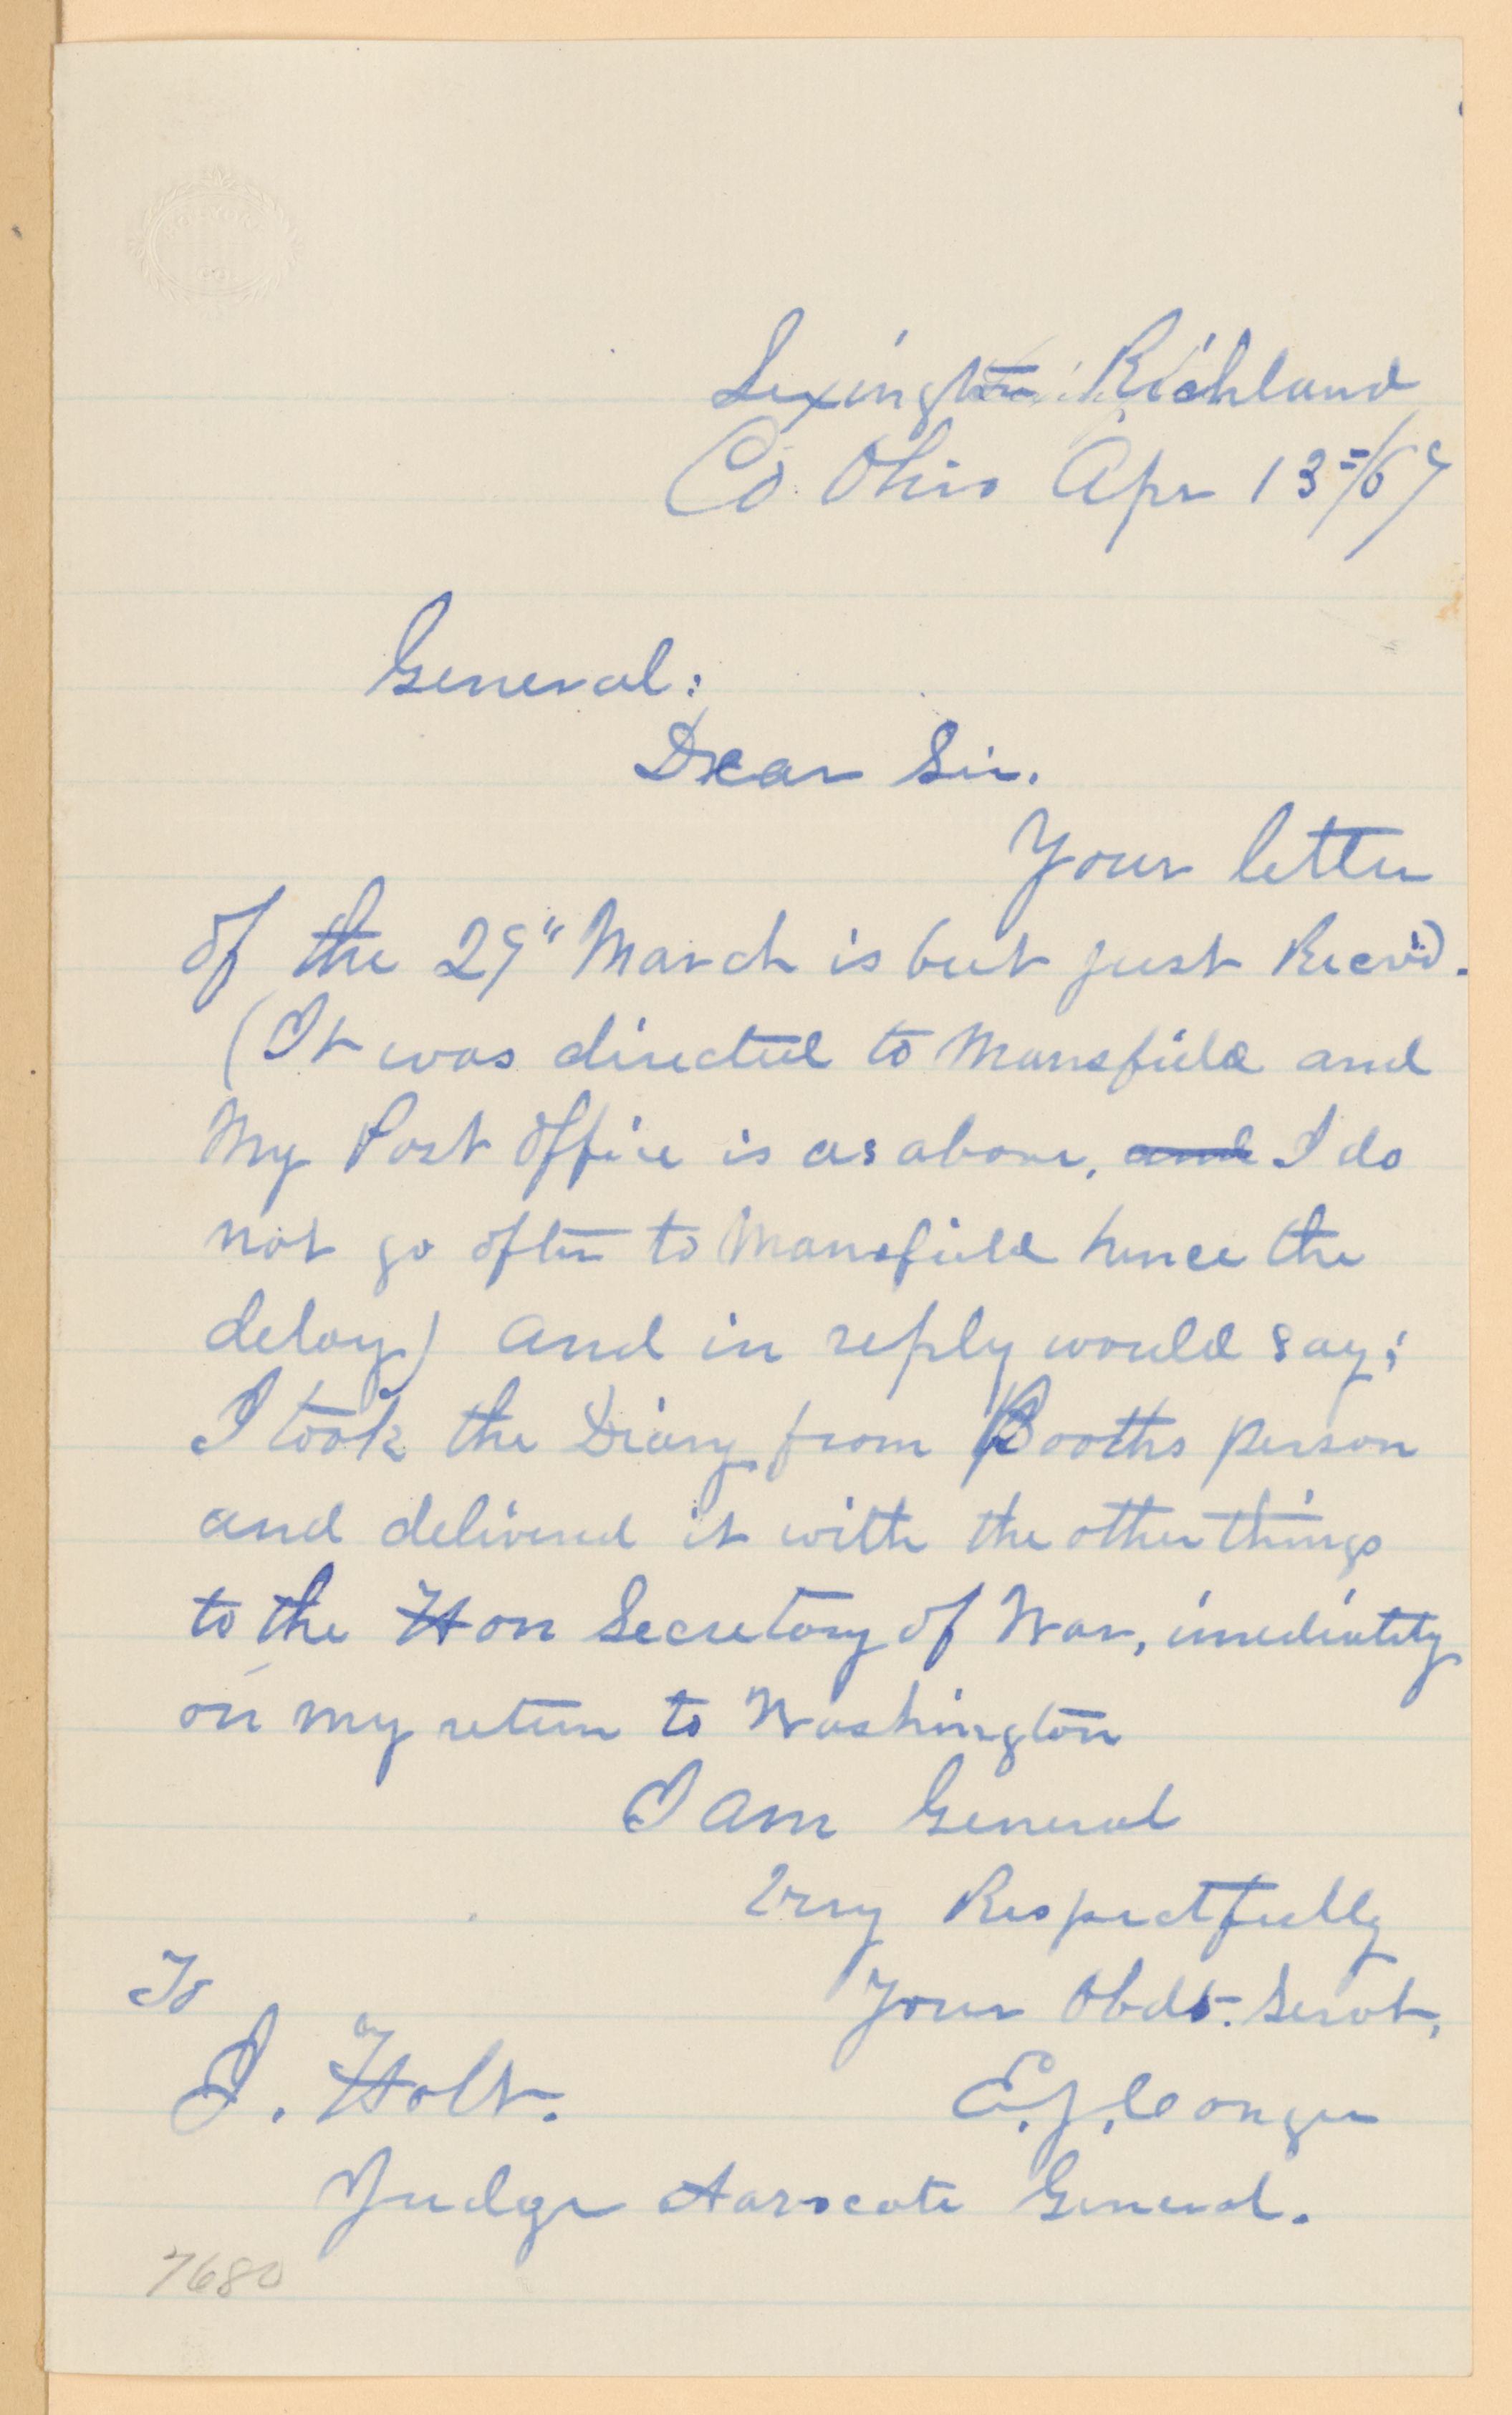 Lexington Richland
Co. Ohio Apr 13=/67
General:
Dear Sir.
Your letter
of the 29" March is but just Reciv'd.
(It was directed to Mansfield and
My Post Office is as above, and I do
not go often to Mansfield hence the
delay) and in reply would say;
I took the Diary from Booths person
and delivered it with the other things
to the Hon Secretary of War, imediatety
on my return to Washington
I am General
Very Respectfully
Your Obdt. Servt,
To
J. Holt.
E.J. Conger
Judge Advocate General.
7680